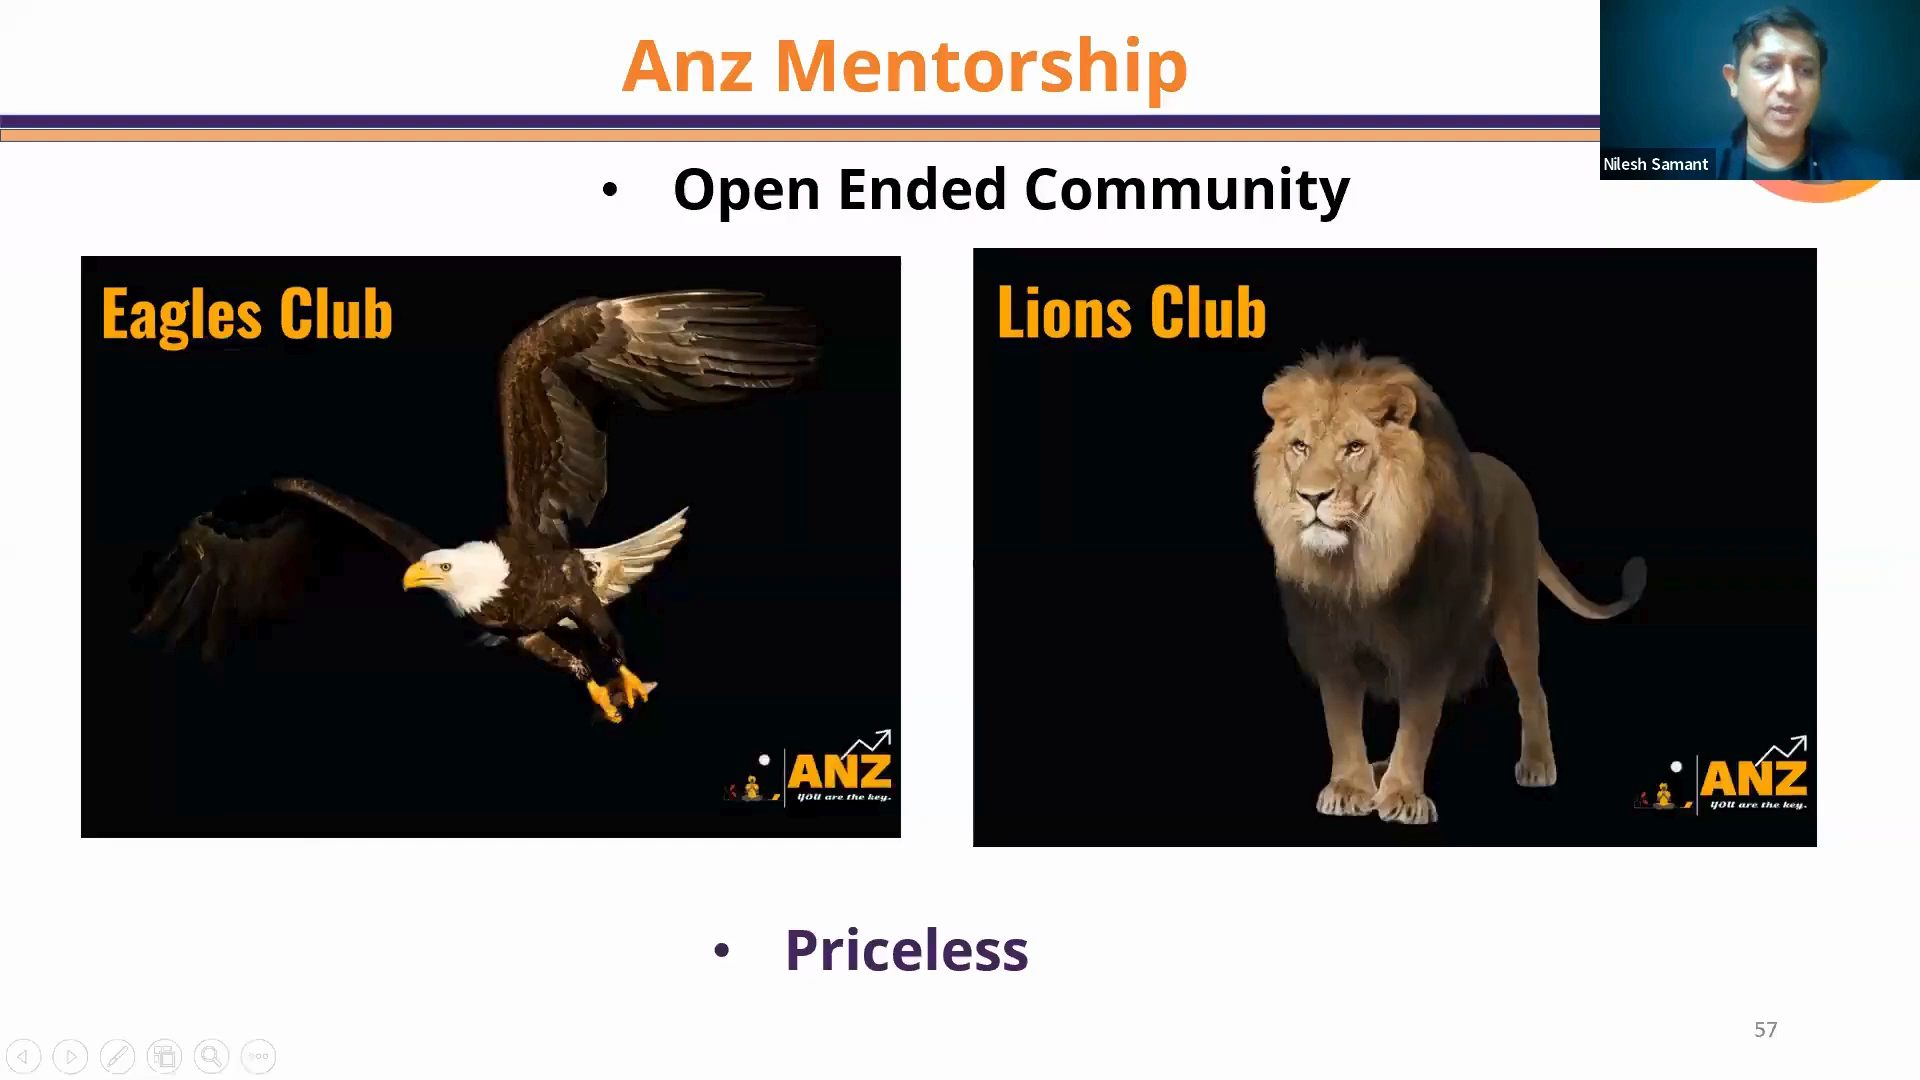 Anz Mentorship
Nilesh Samant
• Open Ended Community
Eagles Club
Lions Club
ANZ
YOU are the key.
ANZ
YOU are the key.
• Priceless
57